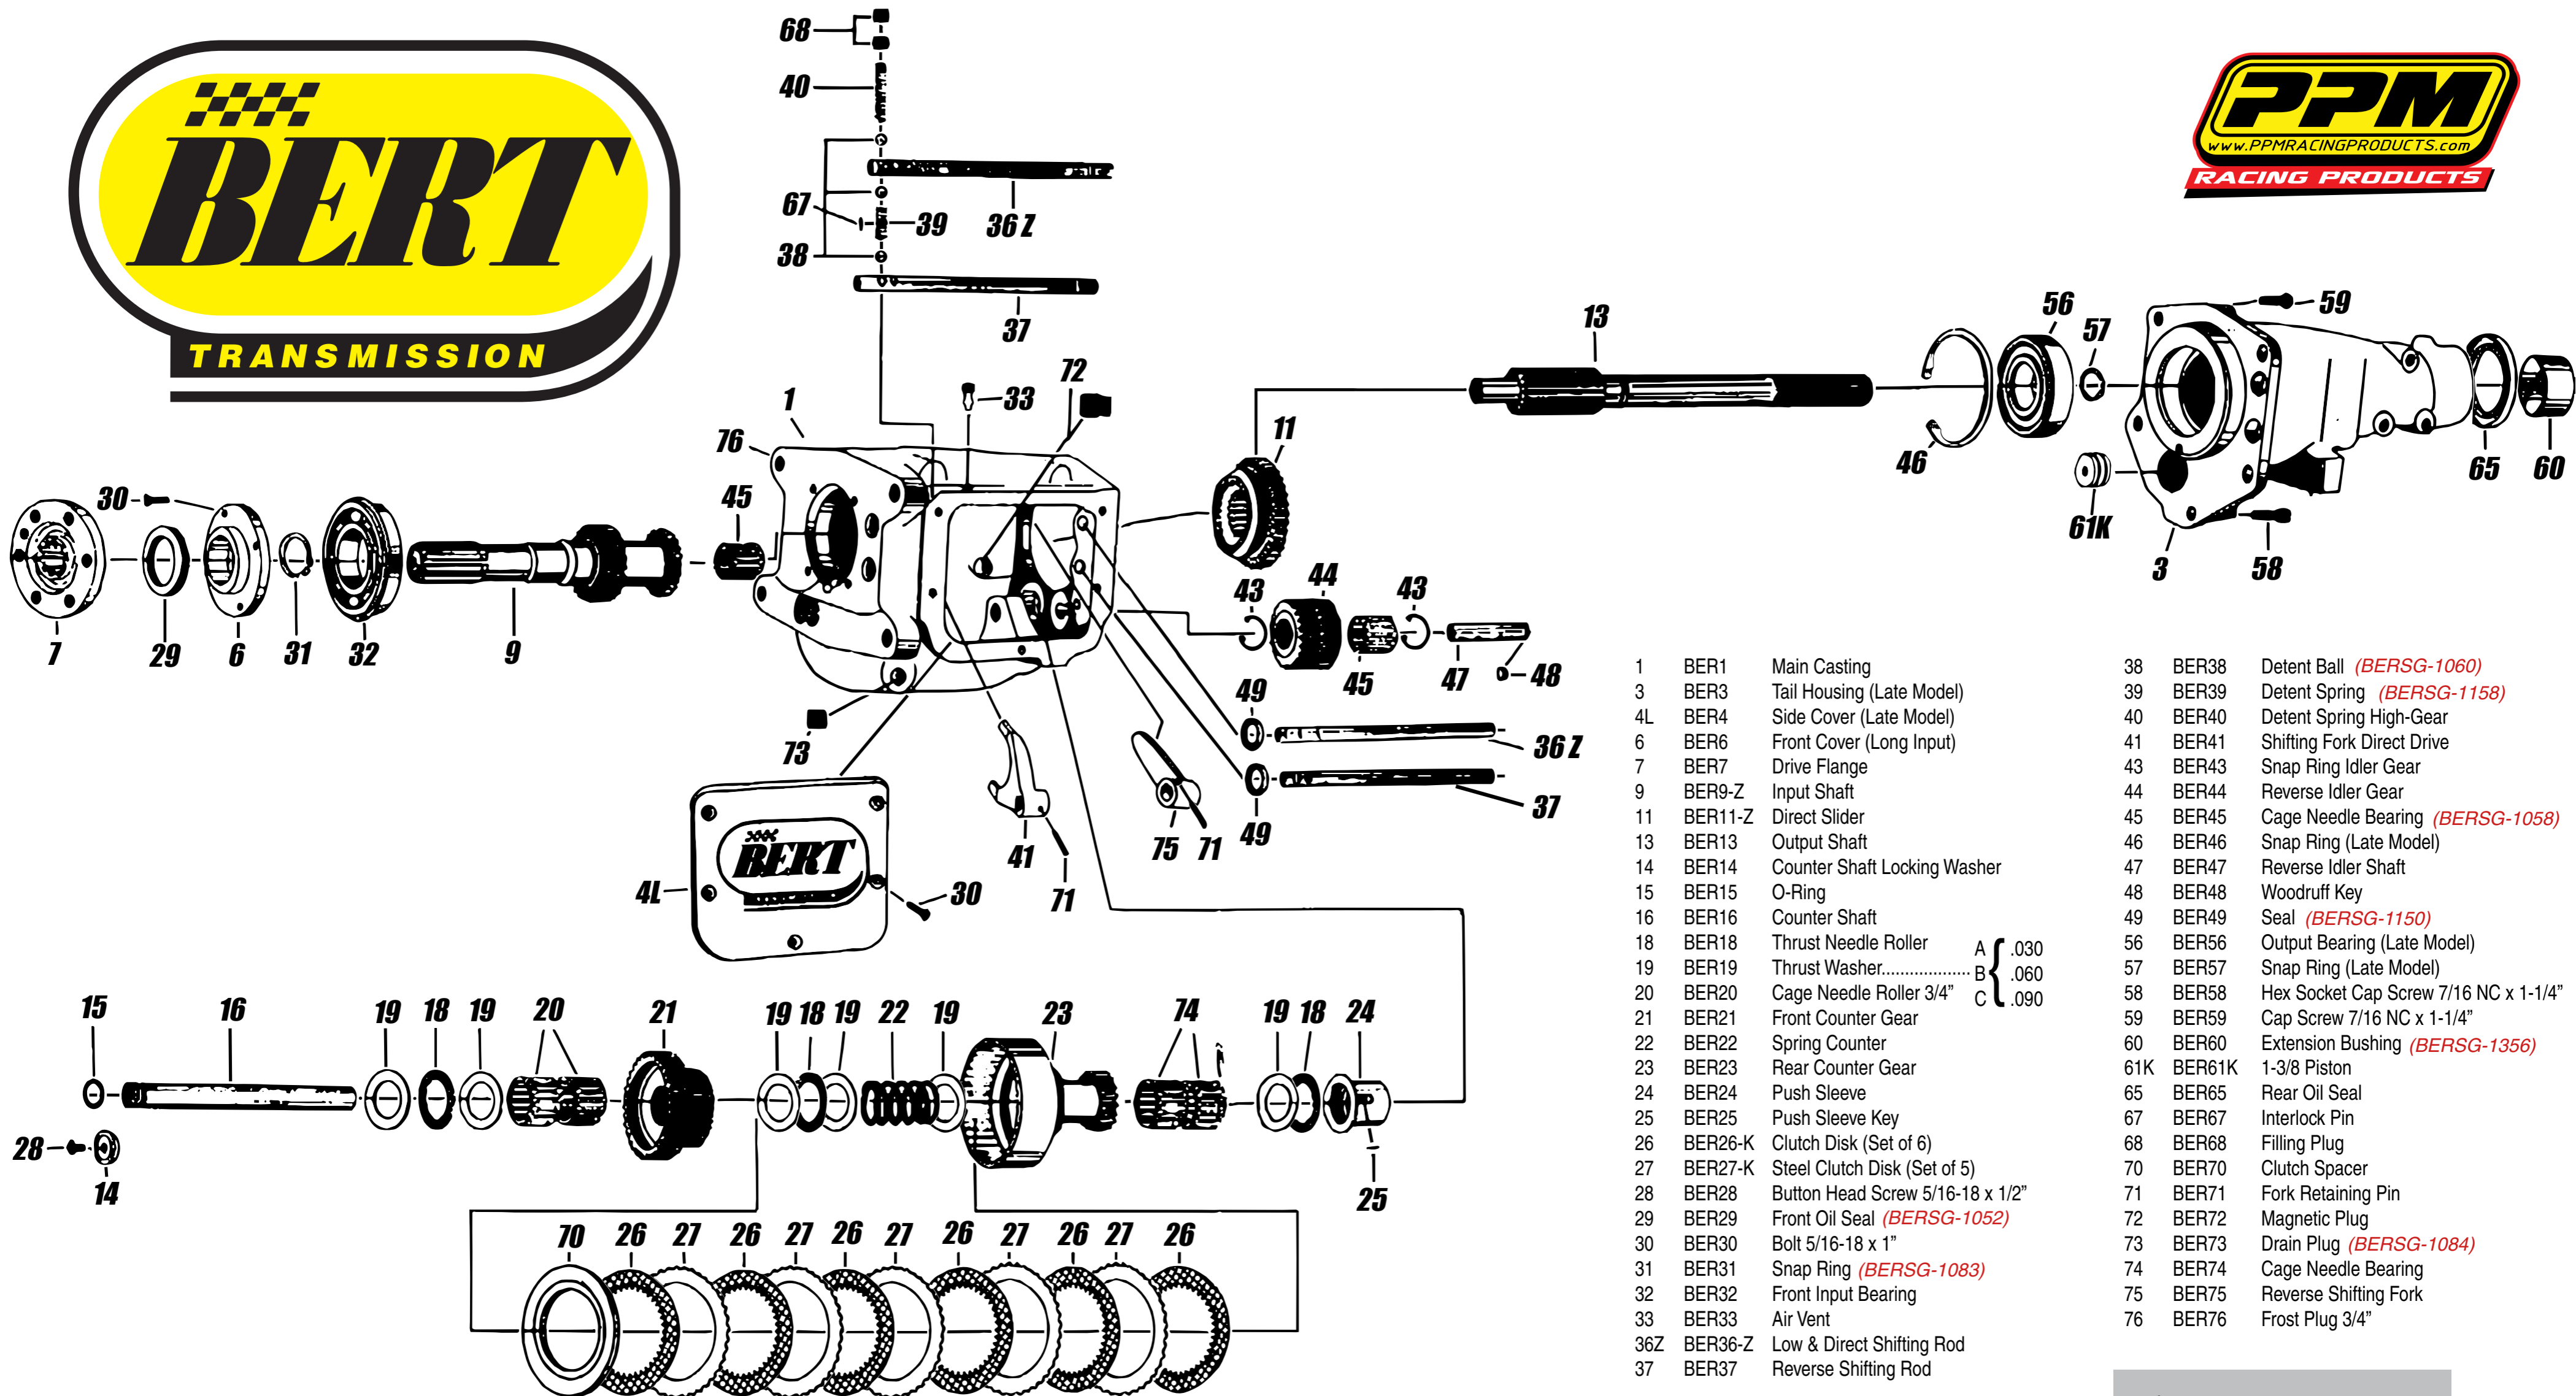 BERT
TRANSMISSION
PPM
www.PPMRACINGPRODUCTS.com
RACING PRODUCTS
68
40
67
39
36 Z
38
37
13
56
57
59
1
33
72
76
11
46
65
60
61K
3
58
30
45
7
29
6
31
32
9
43
44
43
45
47
48
49
36 Z
73
37
49
41
75
71
71
BERT
4L
30
15
16
19
18
19
20
21
19
18
19
22
19
23
74
19
18
24
28
14
25
70
26
27
26
27
26
27
26
27
26
27
26
1 BER1 Main Casting
3 BER3 Tail Housing (Late Model)
4L BER4 Side Cover (Late Model)
6 BER6 Front Cover (Long Input)
7 BER7 Drive Flange
9 BER9-Z Input Shaft
11 BER11-Z Direct Slider
13 BER13 Output Shaft
14 BER14 Counter Shaft Locking Washer
15 BER15 O-Ring
16 BER16 Counter Shaft
18 BER18 Thrust Needle Roller A { .030
19 BER19 Thrust Washer................... B .060
20 BER20 Cage Needle Roller 3/4” C .090
21 BER21 Front Counter Gear
22 BER22 Spring Counter
23 BER23 Rear Counter Gear
24 BER24 Push Sleeve
25 BER25 Push Sleeve Key
26 BER26-K Clutch Disk (Set of 6)
27 BER27-K Steel Clutch Disk (Set of 5)
28 BER28 Button Head Screw 5/16-18 x 1/2”
29 BER29 Front Oil Seal (BERSG-1052)
30 BER30 Bolt 5/16-18 x 1”
31 BER31 Snap Ring (BERSG-1083)
32 BER32 Front Input Bearing
33 BER33 Air Vent
36Z BER36-Z Low & Direct Shifting Rod
37 BER37 Reverse Shifting Rod
38 BER38 Detent Ball (BERSG-1060)
39 BER39 Detent Spring (BERSG-1158)
40 BER40 Detent Spring High-Gear
41 BER41 Shifting Fork Direct Drive
43 BER43 Snap Ring Idler Gear
44 BER44 Reverse Idler Gear
45 BER45 Cage Needle Bearing (BERSG-1058)
46 BER46 Snap Ring (Late Model)
47 BER47 Reverse Idler Shaft
48 BER48 Woodruff Key
49 BER49 Seal (BERSG-1150)
56 BER56 Output Bearing (Late Model)
57 BER57 Snap Ring (Late Model)
58 BER58 Hex Socket Cap Screw 7/16 NC x 1-1/4”
59 BER59 Cap Screw 7/16 NC x 1-1/4”
60 BER60 Extension Bushing (BERSG-1356)
61K BER61K 1-3/8 Piston
65 BER65 Rear Oil Seal
67 BER67 Interlock Pin
68 BER68 Filling Plug
70 BER70 Clutch Spacer
71 BER71 Fork Retaining Pin
72 BER72 Magnetic Plug
73 BER73 Drain Plug (BERSG-1084)
74 BER74 Cage Needle Bearing
75 BER75 Reverse Shifting Fork
76 BER76 Frost Plug 3/4”